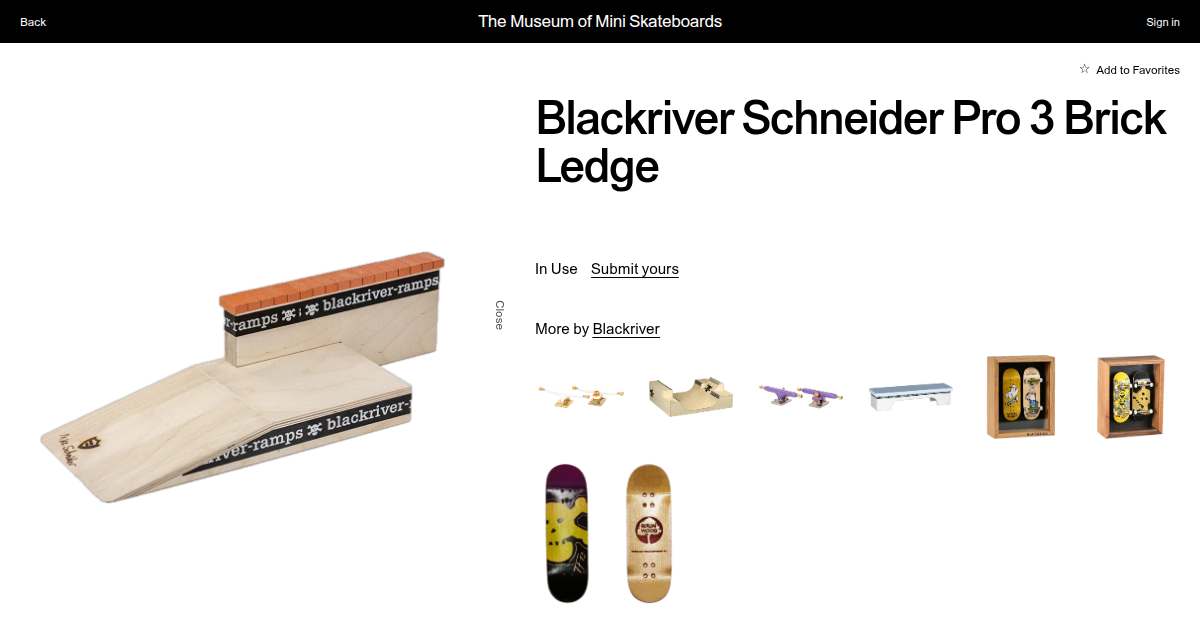 Back
The Museum of Mini Skateboards
Sign in
☆ Add to Favorites
Blackriver Schneider Pro 3 Brick
Ledge
In Use Submit yours
Close
More by Blackriver
r-ramps blackriver-ramps
river-ramps blackriver-